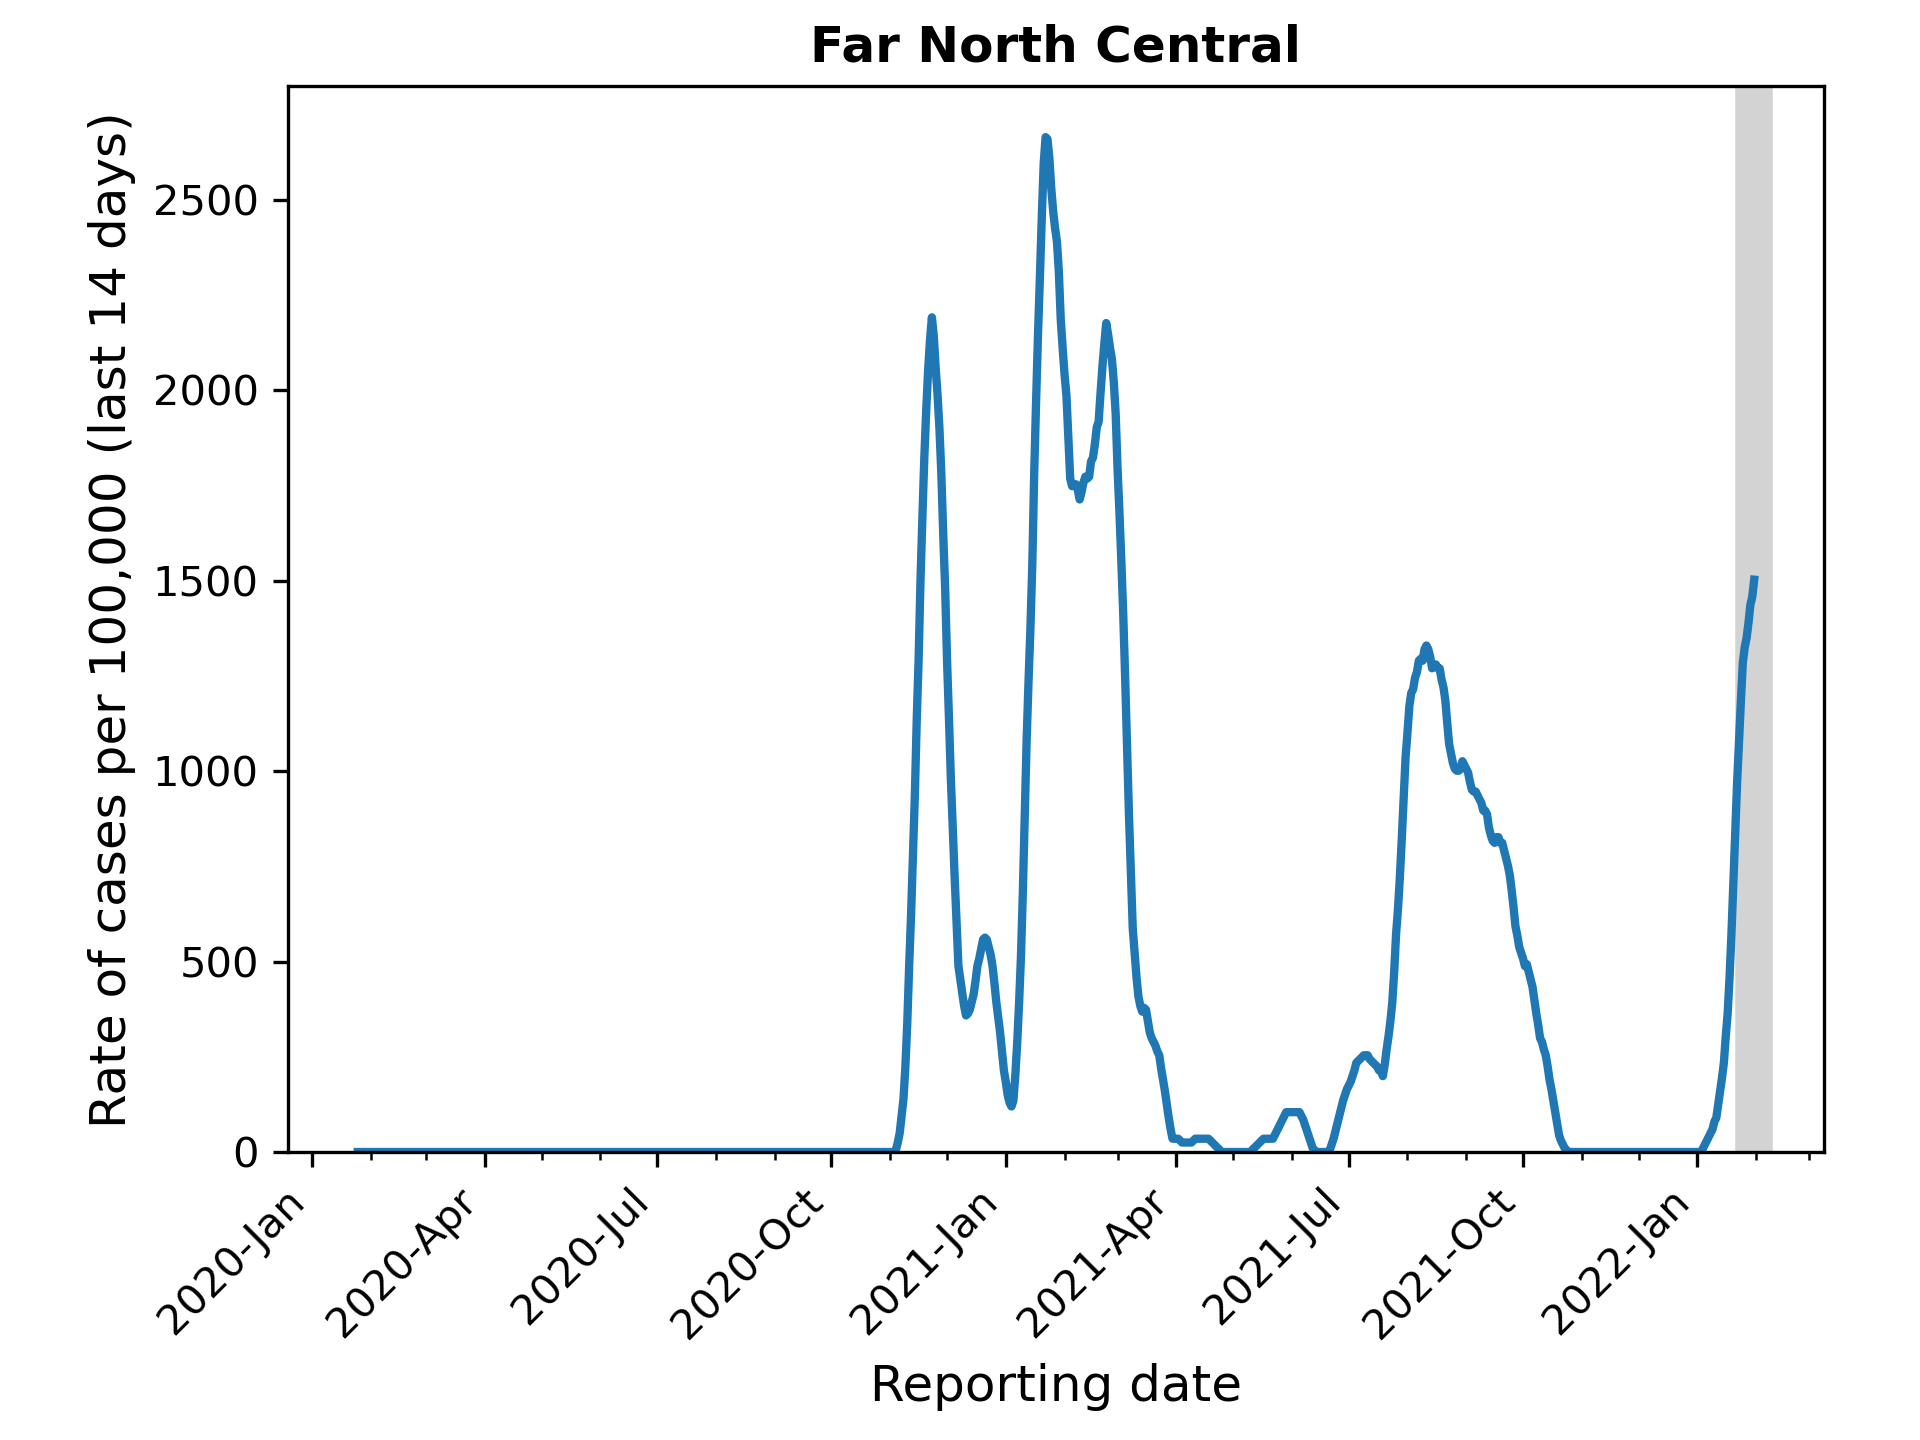 Far North Central
Rate of cases per 100,000 (last 14 days)
2500
2000
1500
1000
500
0
2020-Jan
2020-Apr
2020-Jul
2020-Oct
2021-Jan
2021-Apr
2021-Jul
2021-Oct
2022-Jan
Reporting date